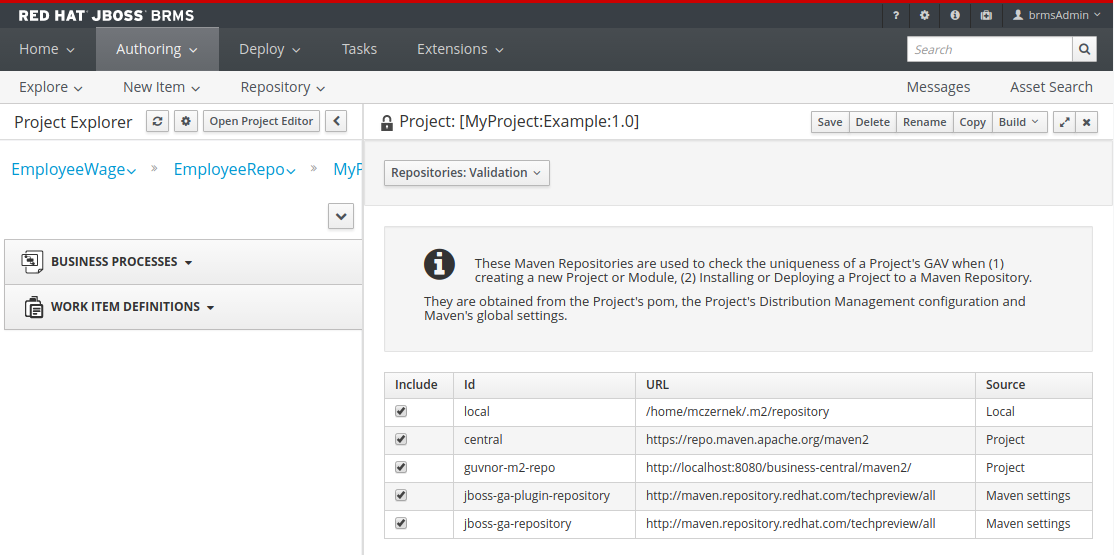 RED HAT JBOSS BRMS
? brmsAdmin
Home Authoring Deploy Tasks Extensions Search
Explore New Item Repository Messages Asset Search
Project Explorer Open Project Editor
EmployeeWage » EmployeeRepo » MyP
BUSINESS PROCESSES
WORK ITEM DEFINITIONS
Project: [MyProject:Example:1.0] Save Delete Rename Copy Build
Repositories: Validation
These Maven Repositories are used to check the uniqueness of a Project's GAV when (1)
creating a new Project or Module, (2) Installing or Deploying a Project to a Maven Repository.
They are obtained from the Project's pom, the Project's Distribution Management configuration and
Maven's global settings.
Include Id URL Source
local /home/mczernek/.m2/repository Local
central https://repo.maven.apache.org/maven2 Project
guvnor-m2-repo http://localhost:8080/business-central/maven2/ Project
jboss-ga-plugin-repository http://maven.repository.redhat.com/techpreview/all Maven settings
jboss-ga-repository http://maven.repository.redhat.com/techpreview/all Maven settings